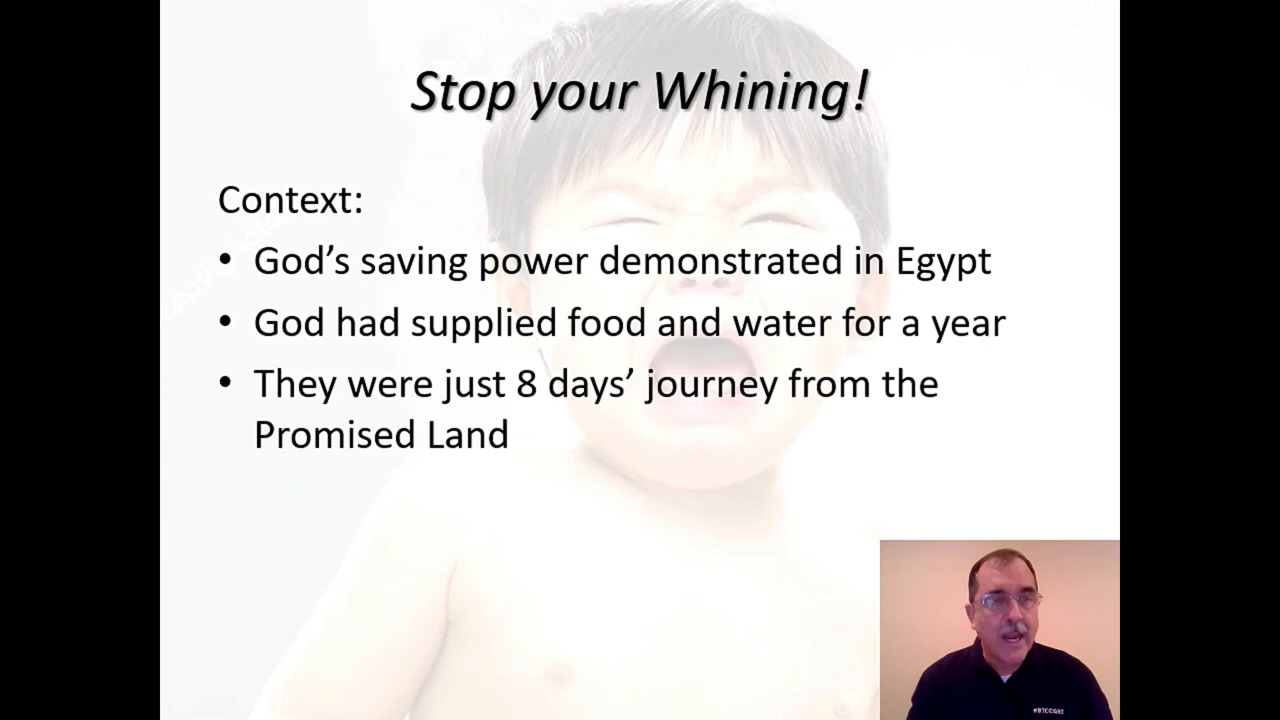 Stop your Whining!
Context:
• God’s saving power demonstrated in Egypt
• God had supplied food and water for a year
• They were just 8 days’ journey from the
Promised Land